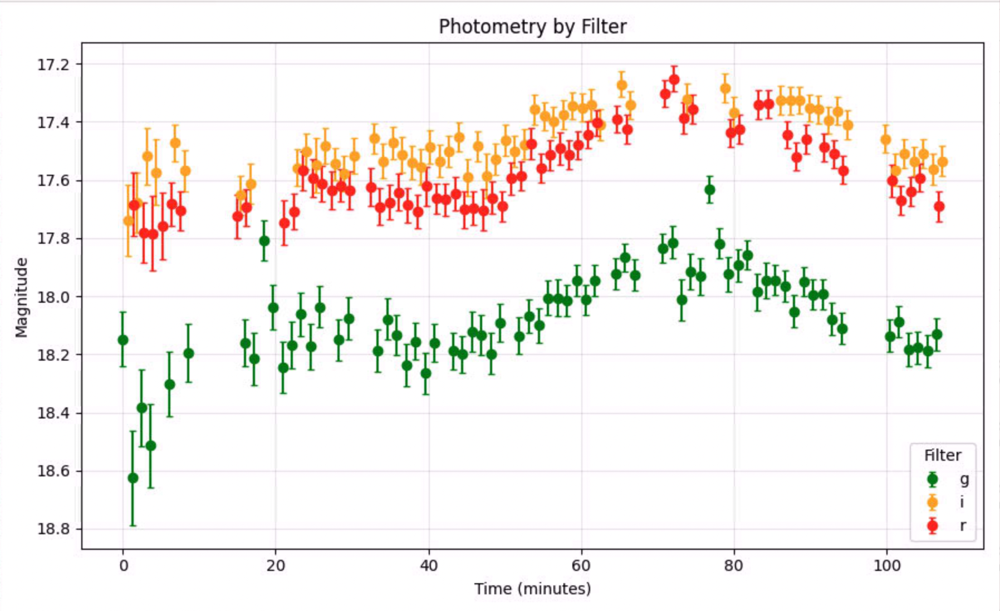 Photometry by Filter
Magnitude
17.2
17.4
17.6
17.8
18.0
18.2
18.4
18.6
18.8
0 20 40 60 80 100
Time (minutes)
Filter
g
i
r